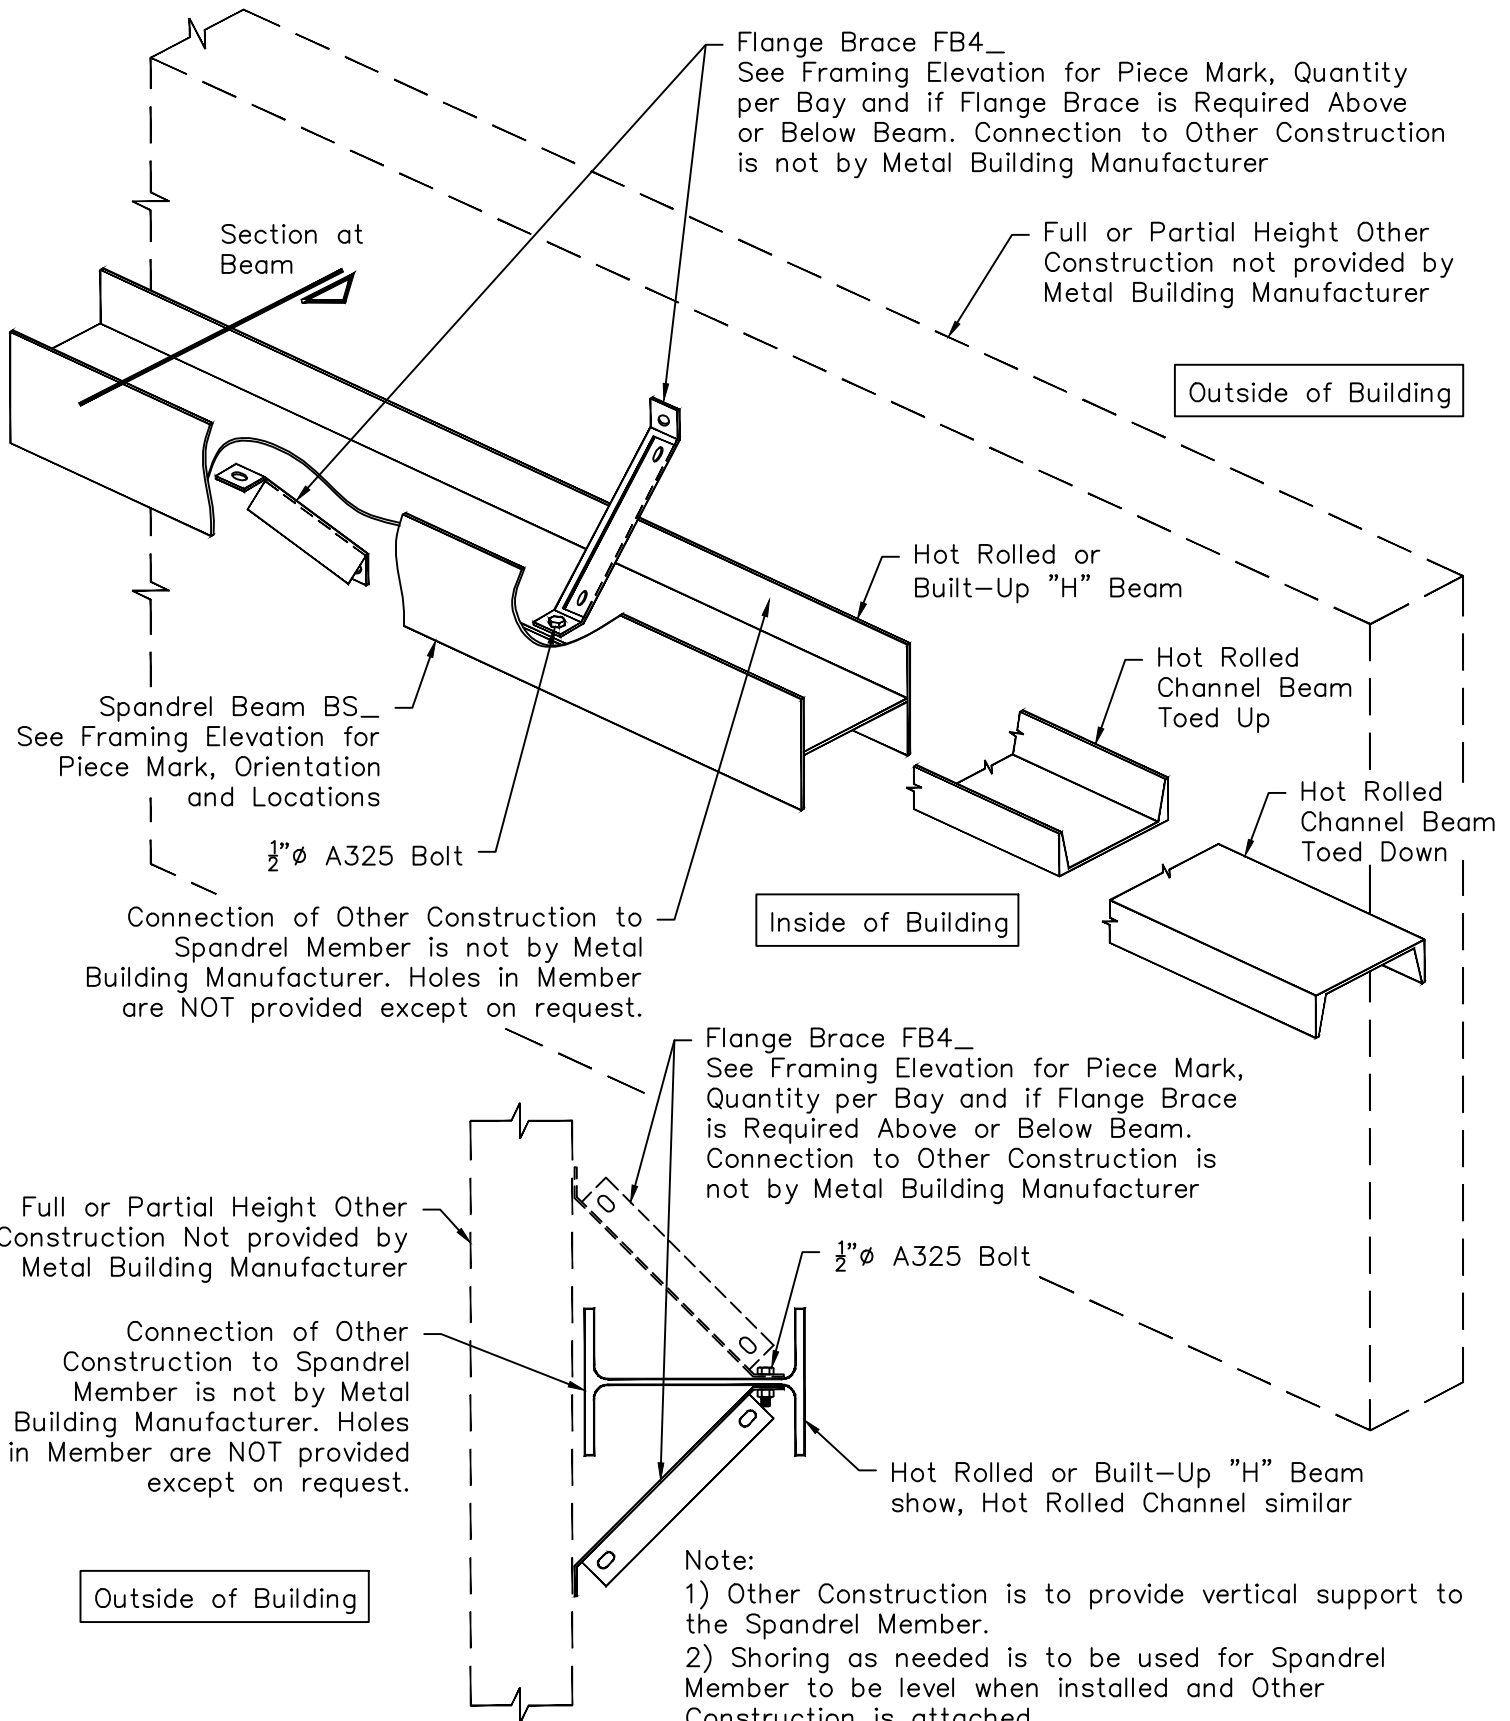 Flange Brace FB4_
See Framing Elevation for Piece Mark, Quantity
per Bay and if Flange Brace is Required Above
or Below Beam. Connection to Other Construction
is not by Metal Building Manufacturer
Section at
Beam
Full or Partial Height Other
Construction not provided by
Metal Building Manufacturer
Outside of Building
Hot Rolled or
Built-Up "H" Beam
Hot Rolled
Channel Beam
Toed Up
Spandrel Beam BS_
See Framing Elevation for
Piece Mark, Orientation
and Locations
Hot Rolled
Channel Beam
Toed Down
½"ø A325 Bolt
Connection of Other Construction to
Spandrel Member is not by Metal
Building Manufacturer. Holes in Member
are NOT provided except on request.
Inside of Building
Flange Brace FB4_
See Framing Elevation for Piece Mark,
Quantity per Bay and if Flange Brace
is Required Above or Below Beam.
Connection to Other Construction is
not by Metal Building Manufacturer
Full or Partial Height Other
Construction Not provided by
Metal Building Manufacturer
½"ø A325 Bolt
Connection of Other
Construction to Spandrel
Member is not by Metal
Building Manufacturer. Holes
in Member are NOT provided
except on request.
Hot Rolled or Built-Up "H" Beam
show, Hot Rolled Channel similar
Outside of Building
Note:
1) Other Construction is to provide vertical support to
the Spandrel Member.
2) Shoring as needed is to be used for Spandrel
Member to be level when installed and Other
Construction is attached